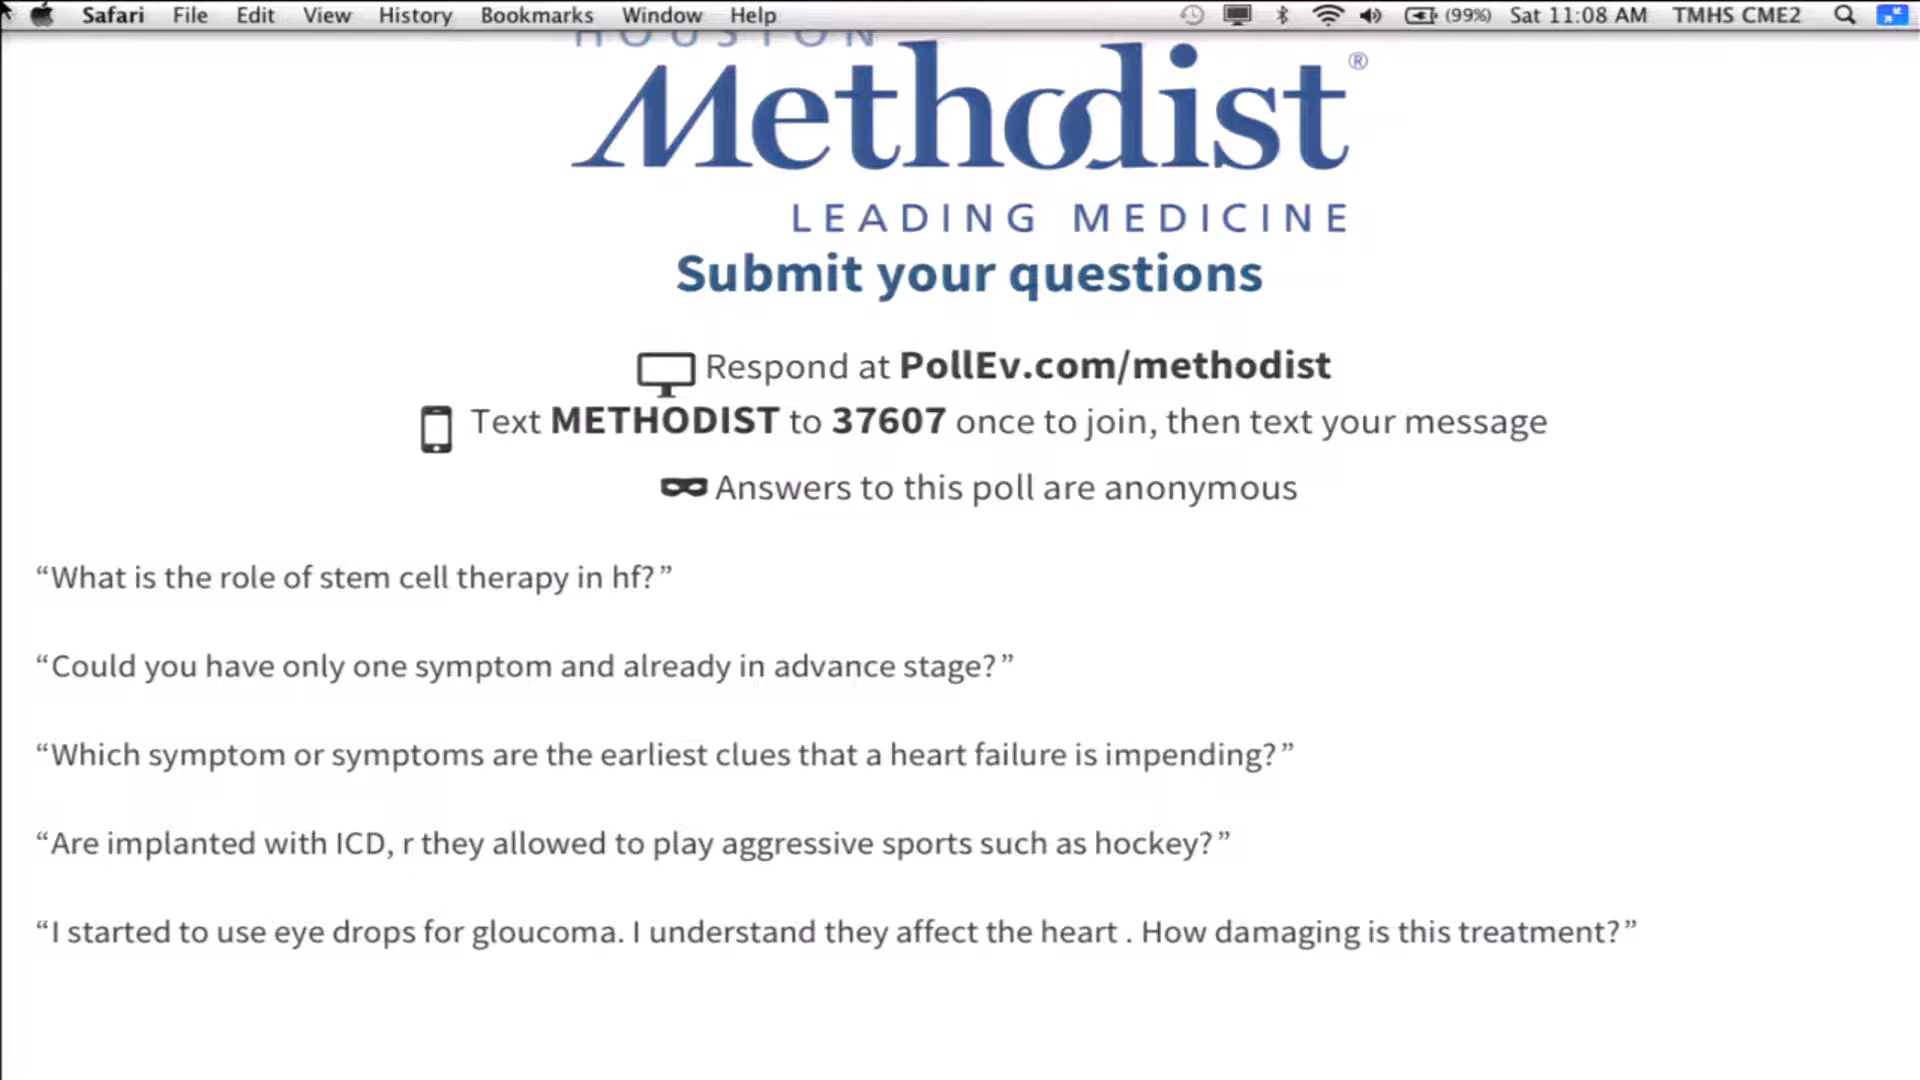 Safari File Edit View History Bookmarks Window Help (99%) Sat 11:08 AM TMHS CME2
HOUSTON
Methodist®
LEADING MEDICINE
Submit your questions
Respond at PollEv.com/methodist
Text METHODIST to 37607 once to join, then text your message
Answers to this poll are anonymous
“What is the role of stem cell therapy in hf?”
“Could you have only one symptom and already in advance stage?”
“Which symptom or symptoms are the earliest clues that a heart failure is impending?”
“Are implanted with ICD, r they allowed to play aggressive sports such as hockey?”
“I started to use eye drops for gloucoma. I understand they affect the heart . How damaging is this treatment?”